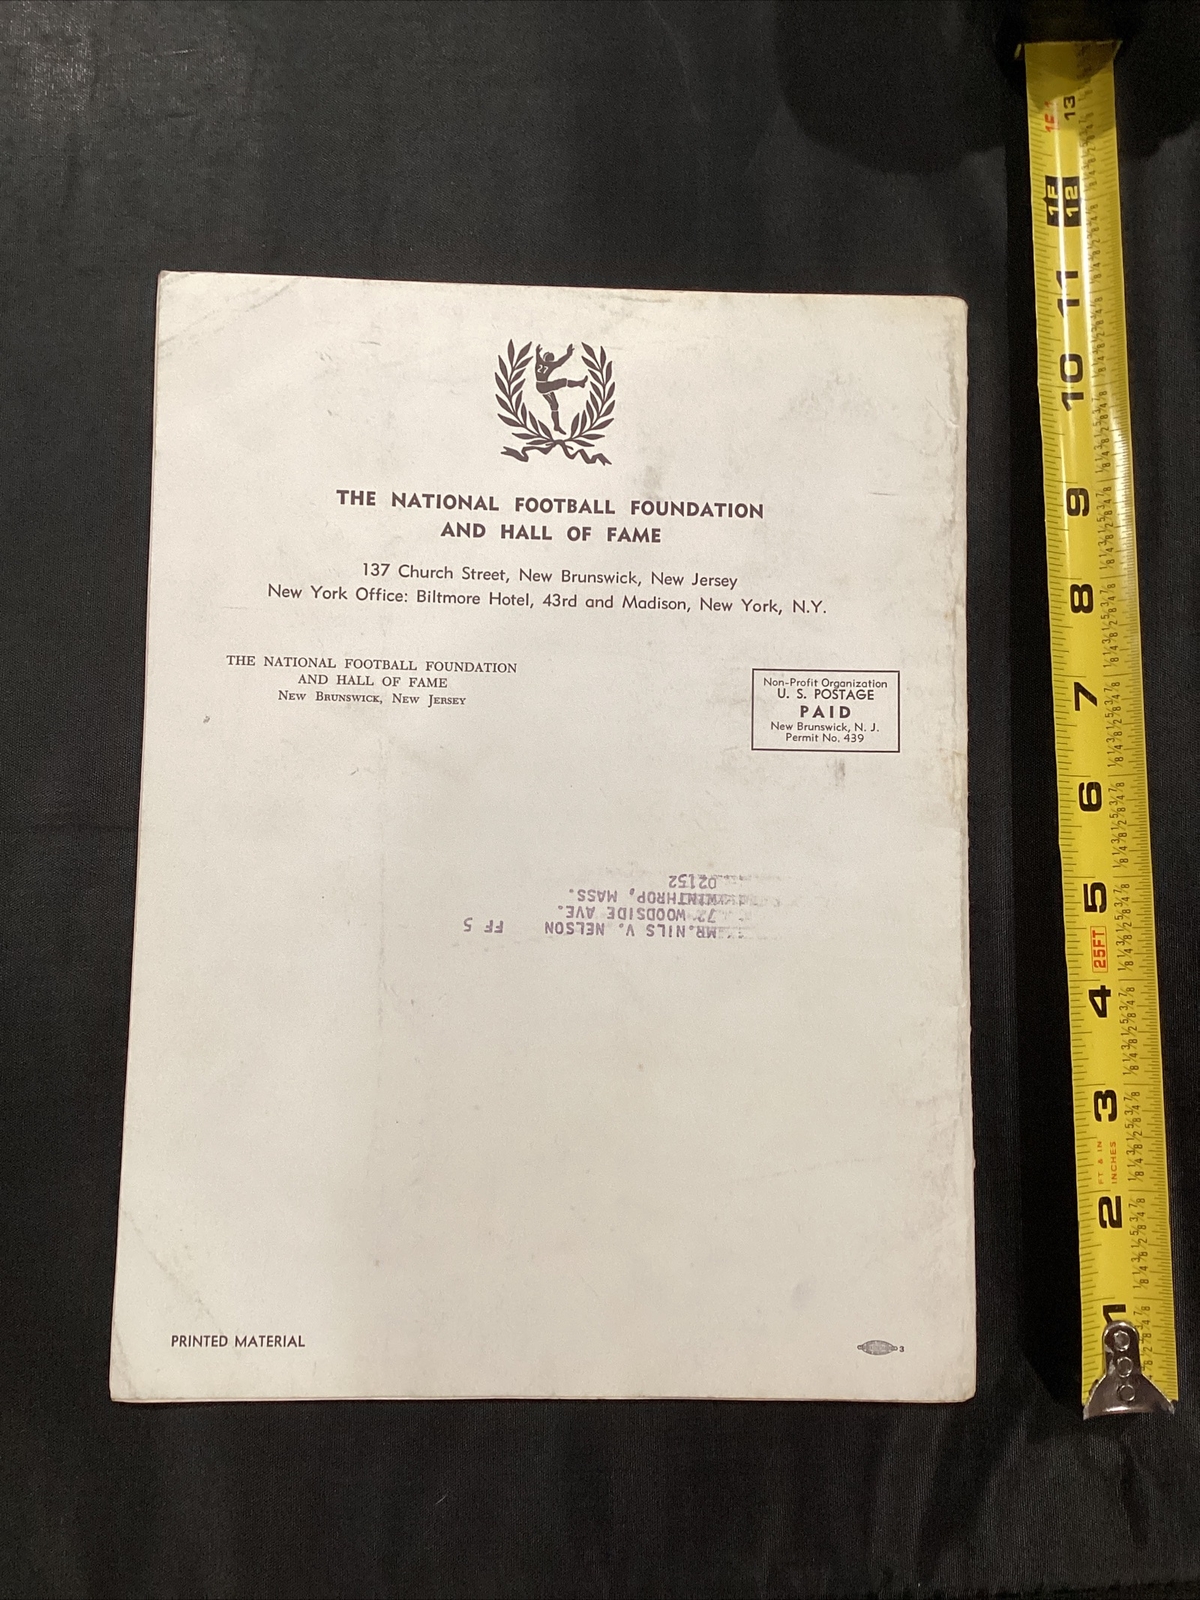 27
THE NATIONAL FOOTBALL FOUNDATION
AND HALL OF FAME
137 Church Street, New Brunswick, New Jersey
New York Office: Biltmore Hotel, 43rd and Madison, New York, N.Y.
THE NATIONAL FOOTBALL FOUNDATION
AND HALL OF FAME
NEW BRUNSWICK, NEW JERSEY
Non-Profit Organization
U. S. POSTAGE
PAID
New Brunswick, N. J.
Permit No. 439
MR. NILS V. NELSON FF 5
72 WOODSIDE AVE.
WINTHROP, MASS.
02152
PRINTED MATERIAL
3
13
1F
12
11
10
9
8
7
6
5
25FT
4
3
FT & IN
INCHES
2
1